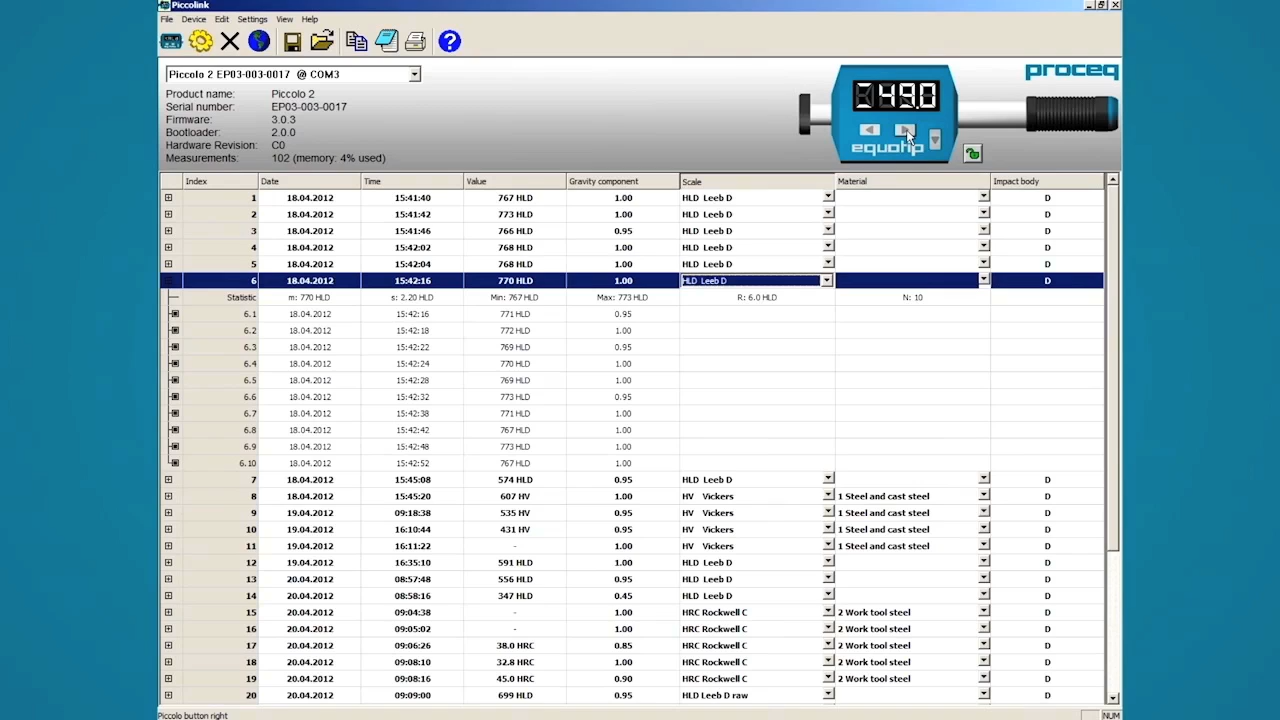 Piccolink
File Device Edit Settings View Help
Piccolo 2 EP03-003-0017 @ COM3
proceq
Product name: Piccolo 2
Serial number: EP03-003-0017
Firmware: 3.0.3
Bootloader: 2.0.0
Hardware Revision: C0
Measurements: 102 (memory: 4% used)
49.0
equotip
Index Date Time Value Gravity component Scale Material Impact body
1 18.04.2012 15:41:40 767 HLD 1.00 HLD Leeb D D
2 18.04.2012 15:41:42 773 HLD 1.00 HLD Leeb D D
3 18.04.2012 15:41:46 766 HLD 0.95 HLD Leeb D D
4 18.04.2012 15:42:02 768 HLD 1.00 HLD Leeb D D
5 18.04.2012 15:42:04 768 HLD 1.00 HLD Leeb D D
6 18.04.2012 15:42:16 770 HLD 1.00 HLD Leeb D D
Statistic m: 770 HLD s: 2.20 HLD Min: 767 HLD Max: 773 HLD R: 6.0 HLD N: 10
6.1 18.04.2012 15:42:16 771 HLD 0.95
6.2 18.04.2012 15:42:18 772 HLD 1.00
6.3 18.04.2012 15:42:22 769 HLD 0.95
6.4 18.04.2012 15:42:24 770 HLD 1.00
6.5 18.04.2012 15:42:28 769 HLD 1.00
6.6 18.04.2012 15:42:32 773 HLD 0.95
6.7 18.04.2012 15:42:38 771 HLD 1.00
6.8 18.04.2012 15:42:42 767 HLD 1.00
6.9 18.04.2012 15:42:48 773 HLD 1.00
6.10 18.04.2012 15:42:52 767 HLD 1.00
7 18.04.2012 15:45:08 574 HLD 0.95 HLD Leeb D D
8 18.04.2012 15:45:20 607 HV 1.00 HV Vickers 1 Steel and cast steel D
9 19.04.2012 09:18:38 535 HV 0.95 HV Vickers 1 Steel and cast steel D
10 19.04.2012 16:10:44 431 HV 0.95 HV Vickers 1 Steel and cast steel D
11 19.04.2012 16:11:22 - 1.00 HV Vickers 1 Steel and cast steel D
12 19.04.2012 16:35:10 591 HLD 1.00 HLD Leeb D D
13 20.04.2012 08:57:48 556 HLD 0.95 HLD Leeb D D
14 20.04.2012 08:58:16 347 HLD 0.45 HLD Leeb D D
15 20.04.2012 09:04:38 - 1.00 HRC Rockwell C 2 Work tool steel D
16 20.04.2012 09:05:02 - 1.00 HRC Rockwell C 2 Work tool steel D
17 20.04.2012 09:06:26 38.0 HRC 0.85 HRC Rockwell C 2 Work tool steel D
18 20.04.2012 09:08:10 32.8 HRC 1.00 HRC Rockwell C 2 Work tool steel D
19 20.04.2012 09:08:16 45.0 HRC 0.90 HRC Rockwell C 2 Work tool steel D
20 20.04.2012 09:09:00 699 HLD 0.95 HLD Leeb D raw D
Piccolo button right NUM